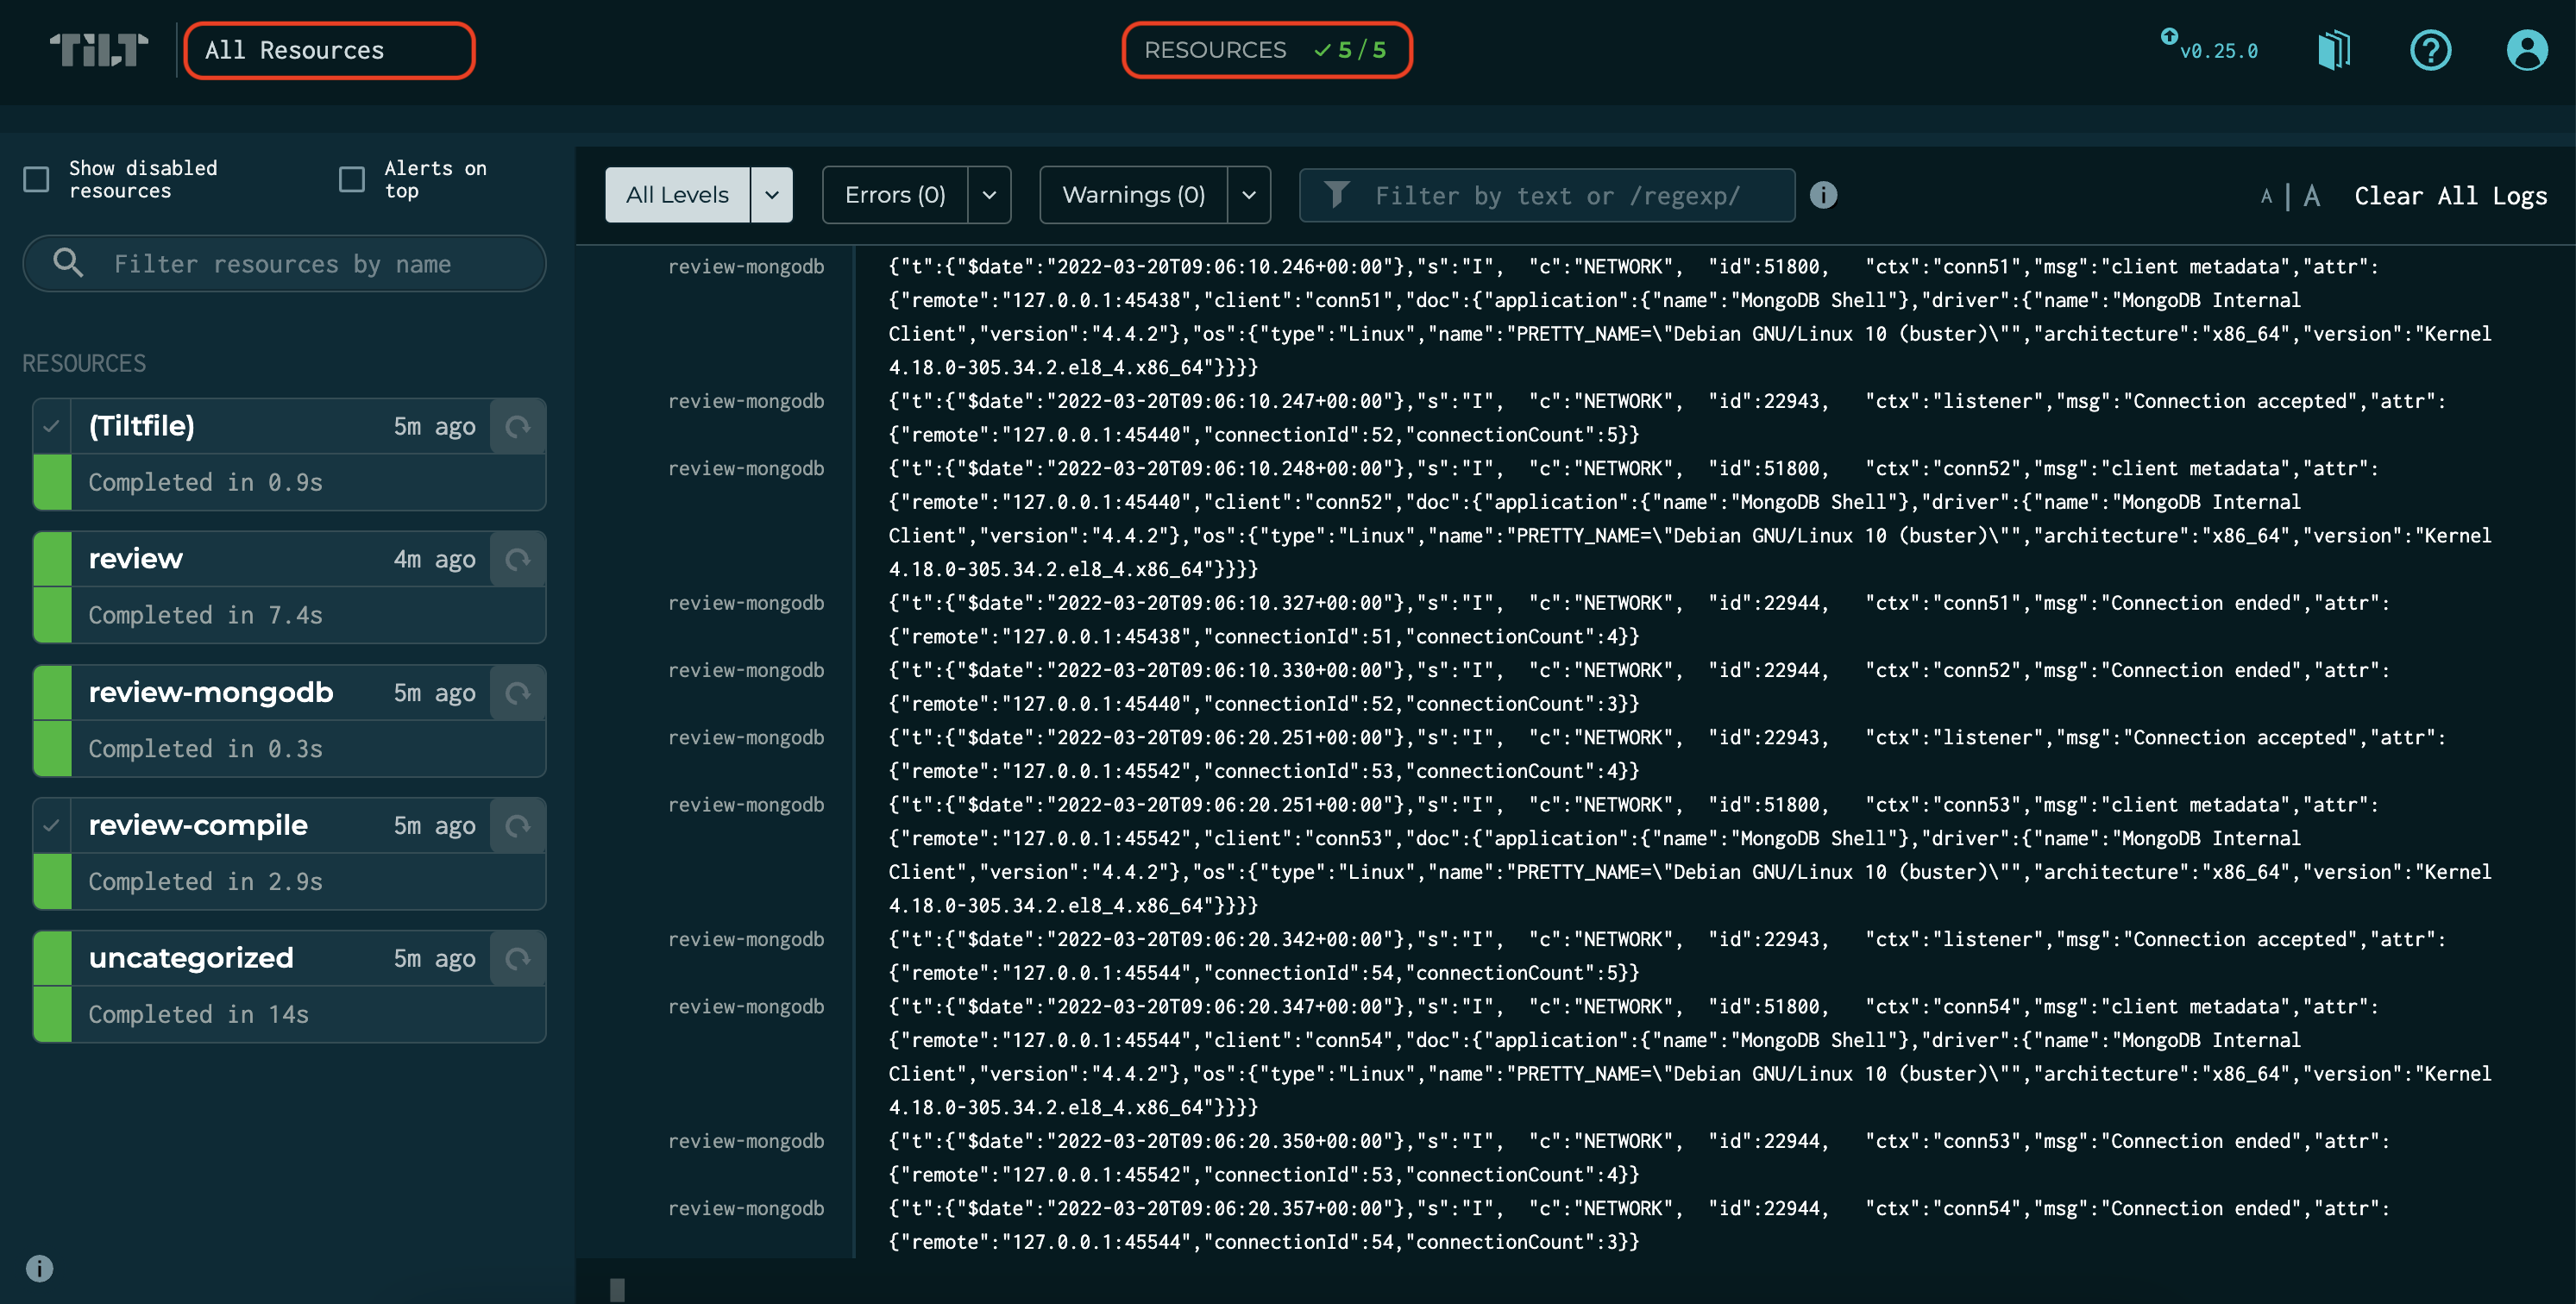 TILT
All Resources
RESOURCES ✓ 5 / 5
v0.25.0
Show disabled
resources
Alerts on
top
Filter resources by name
RESOURCES
(Tiltfile) 5m ago
Completed in 0.9s
review 4m ago
Completed in 7.4s
review-mongodb 5m ago
Completed in 0.3s
review-compile 5m ago
Completed in 2.9s
uncategorized 5m ago
Completed in 14s
All Levels
Errors (0)
Warnings (0)
Filter by text or /regexp/
A | A
Clear All Logs
review-mongodb {"t":{"$date":"2022-03-20T09:06:10.246+00:00"},"s":"I", "c":"NETWORK", "id":51800, "ctx":"conn51","msg":"client metadata","attr":
{"remote":"127.0.0.1:45438","client":"conn51","doc":{"application":{"name":"MongoDB Shell"},"driver":{"name":"MongoDB Internal
Client","version":"4.4.2"},"os":{"type":"Linux","name":"PRETTY_NAME=\"Debian GNU/Linux 10 (buster)\"","architecture":"x86_64","version":"Kernel
4.18.0-305.34.2.el8_4.x86_64"}}}}
review-mongodb {"t":{"$date":"2022-03-20T09:06:10.247+00:00"},"s":"I", "c":"NETWORK", "id":22943, "ctx":"listener","msg":"Connection accepted","attr":
{"remote":"127.0.0.1:45440","connectionId":52,"connectionCount":5}}
review-mongodb {"t":{"$date":"2022-03-20T09:06:10.248+00:00"},"s":"I", "c":"NETWORK", "id":51800, "ctx":"conn52","msg":"client metadata","attr":
{"remote":"127.0.0.1:45440","client":"conn52","doc":{"application":{"name":"MongoDB Shell"},"driver":{"name":"MongoDB Internal
Client","version":"4.4.2"},"os":{"type":"Linux","name":"PRETTY_NAME=\"Debian GNU/Linux 10 (buster)\"","architecture":"x86_64","version":"Kernel
4.18.0-305.34.2.el8_4.x86_64"}}}}
review-mongodb {"t":{"$date":"2022-03-20T09:06:10.327+00:00"},"s":"I", "c":"NETWORK", "id":22944, "ctx":"conn51","msg":"Connection ended","attr":
{"remote":"127.0.0.1:45438","connectionId":51,"connectionCount":4}}
review-mongodb {"t":{"$date":"2022-03-20T09:06:10.330+00:00"},"s":"I", "c":"NETWORK", "id":22944, "ctx":"conn52","msg":"Connection ended","attr":
{"remote":"127.0.0.1:45440","connectionId":52,"connectionCount":3}}
review-mongodb {"t":{"$date":"2022-03-20T09:06:20.251+00:00"},"s":"I", "c":"NETWORK", "id":22943, "ctx":"listener","msg":"Connection accepted","attr":
{"remote":"127.0.0.1:45542","connectionId":53,"connectionCount":4}}
review-mongodb {"t":{"$date":"2022-03-20T09:06:20.251+00:00"},"s":"I", "c":"NETWORK", "id":51800, "ctx":"conn53","msg":"client metadata","attr":
{"remote":"127.0.0.1:45542","client":"conn53","doc":{"application":{"name":"MongoDB Shell"},"driver":{"name":"MongoDB Internal
Client","version":"4.4.2"},"os":{"type":"Linux","name":"PRETTY_NAME=\"Debian GNU/Linux 10 (buster)\"","architecture":"x86_64","version":"Kernel
4.18.0-305.34.2.el8_4.x86_64"}}}}
review-mongodb {"t":{"$date":"2022-03-20T09:06:20.342+00:00"},"s":"I", "c":"NETWORK", "id":22943, "ctx":"listener","msg":"Connection accepted","attr":
{"remote":"127.0.0.1:45544","connectionId":54,"connectionCount":5}}
review-mongodb {"t":{"$date":"2022-03-20T09:06:20.347+00:00"},"s":"I", "c":"NETWORK", "id":51800, "ctx":"conn54","msg":"client metadata","attr":
{"remote":"127.0.0.1:45544","client":"conn54","doc":{"application":{"name":"MongoDB Shell"},"driver":{"name":"MongoDB Internal
Client","version":"4.4.2"},"os":{"type":"Linux","name":"PRETTY_NAME=\"Debian GNU/Linux 10 (buster)\"","architecture":"x86_64","version":"Kernel
4.18.0-305.34.2.el8_4.x86_64"}}}}
review-mongodb {"t":{"$date":"2022-03-20T09:06:20.350+00:00"},"s":"I", "c":"NETWORK", "id":22944, "ctx":"conn53","msg":"Connection ended","attr":
{"remote":"127.0.0.1:45542","connectionId":53,"connectionCount":4}}
review-mongodb {"t":{"$date":"2022-03-20T09:06:20.357+00:00"},"s":"I", "c":"NETWORK", "id":22944, "ctx":"conn54","msg":"Connection ended","attr":
{"remote":"127.0.0.1:45544","connectionId":54,"connectionCount":3}}